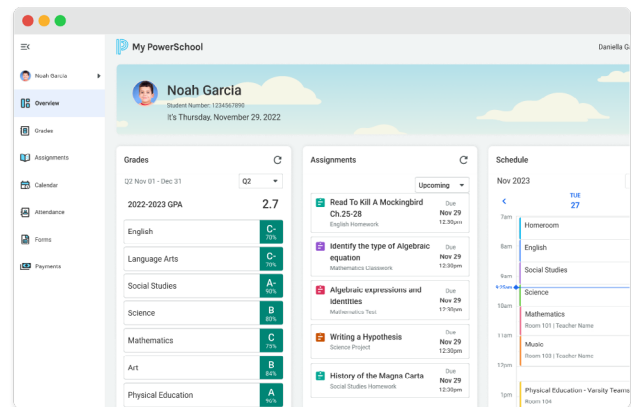 My PowerSchool
Daniella G
Noah Garcia
Overview
Grades
Assignments
Calendar
Attendance
Forms
Payments
Noah Garcia
Student Number: 1234567890
It's Thursday, November 29, 2022
Grades
Q2 Nov 01 - Dec 31
Q2
2022-2023 GPA 2.7
English C- 70%
Language Arts C- 70%
Social Studies A- 90%
Science B 80%
Mathematics C 75%
Art B 84%
Physical Education A 96%
Assignments
Upcoming
Read To Kill A Mockingbird
Ch.25-28
English Homework
Due
Nov 29
12:30pm
Identify the type of Algebraic
equation
Mathematics Classwork
Due
Nov 29
12:30pm
Algebraic expressions and
identities
Mathematics Test
Due
Nov 29
12:30pm
Writing a Hypothesis
Science Project
Due
Nov 29
12:30pm
History of the Magna Carta
Social Studies Homework
Due
Nov 29
12:30pm
Schedule
Nov 2023
TUE
27
7am
Homeroom
8am
English
Social Studies
9am
9:25am
Science
10am
Mathematics
Room 101 | Teacher Name
11am
Music
Room 103 | Teacher Name
12pm
Physical Education - Varsity Teams
1pm
Room 104